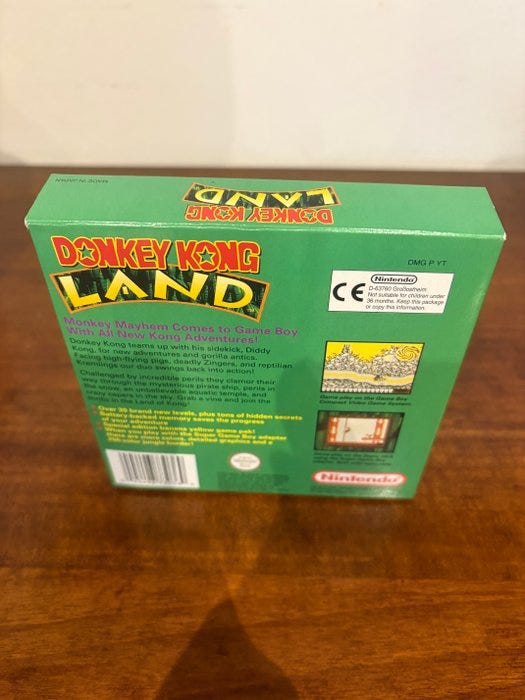 MADE IN JAPAN
DONKEY KONG
LAND
DONKEY KONG
LAND
Monkey Mayhem Comes to Game Boy
With All New Kong Adventures!
Donkey Kong teams up with his sidekick, Diddy
Kong, for new adventures and gorilla antics.
Facing high-flying pigs, deadly Zingers, and reptilian
Kremlings our duo swings back into action!
Challenged by incredible perils they clamor their
way through the mysterious pirate ship, perils in
the snow, an unbelievable aquatic temple, and
crazy capers in the sky. Grab a vine and join the
antics in the Land of Kong!
Over 30 brand new levels, plus tons of hidden secrets
Battery-backed memory saves the progress
of your adventure
Special edition banana yellow game pak!
When you play with the Super Game Boy adapter
there are more colors, detailed graphics and a
fun color jungle border!
DMG P YT
CE
Nintendo
D-63760 Großostheim
Not suitable for children under
36 months. Keep this package
or copy this information.
Game play on the Game Boy
Compact Video Game System.
Nintendo